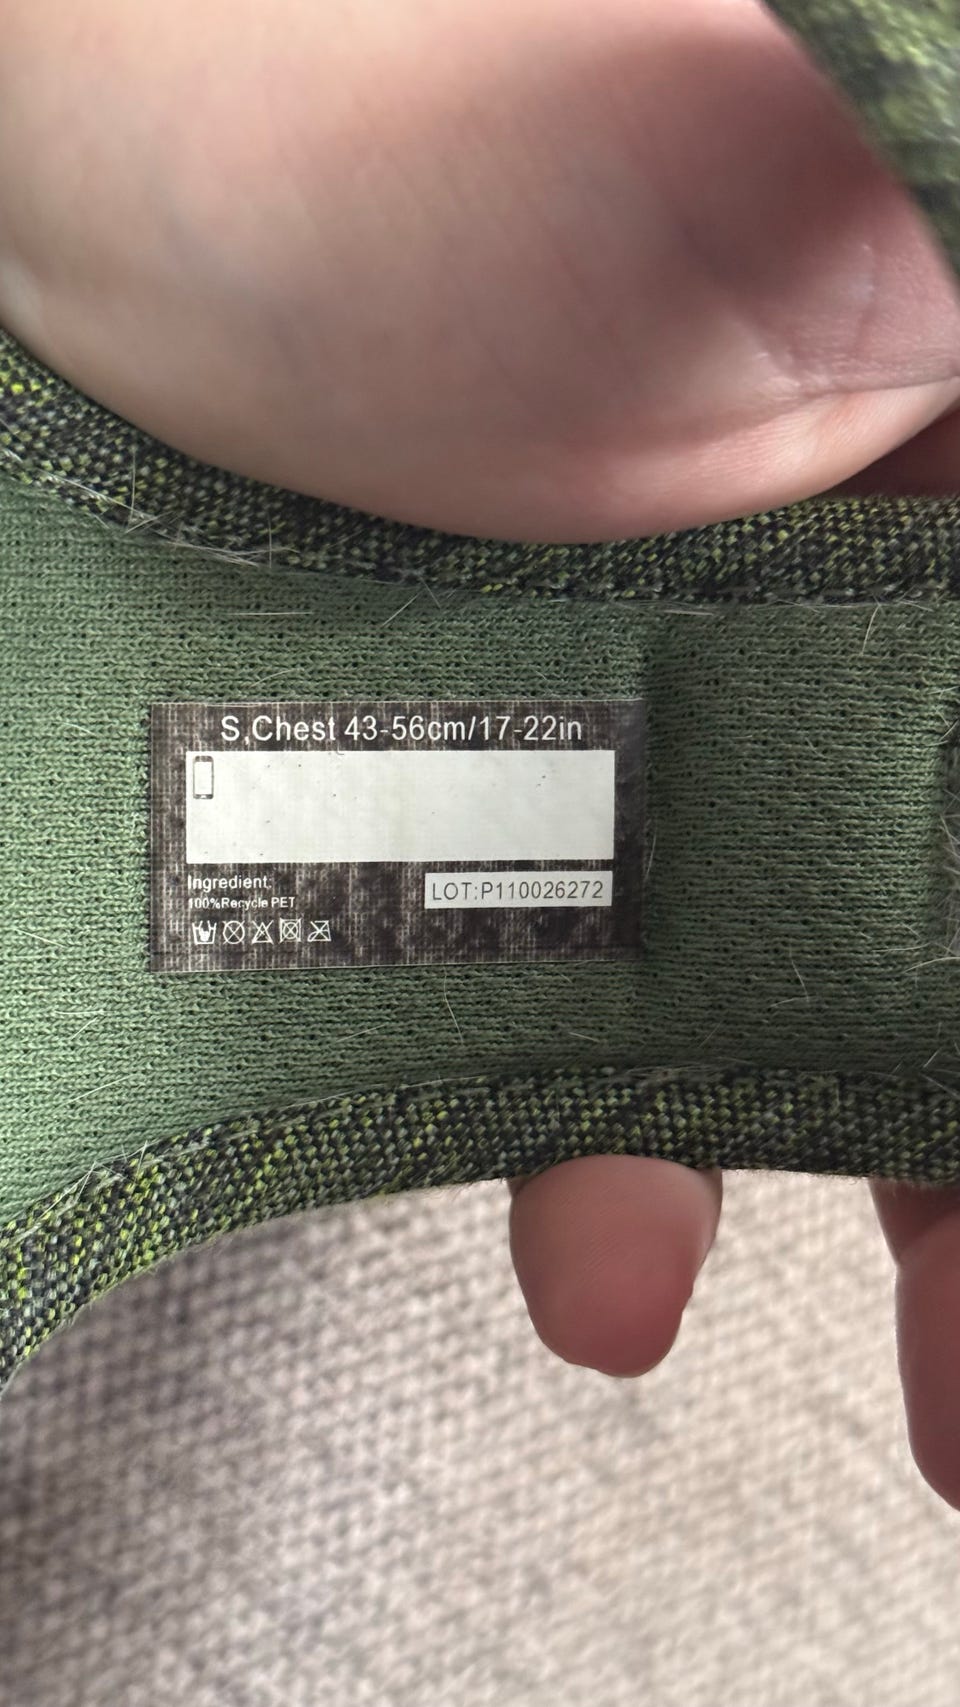 S,Chest 43-56cm/17-22in
Ingredient:
100%Recycle PET
LOT:P110026272